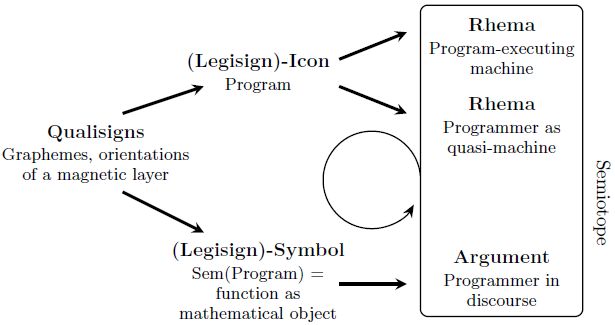 Rhema
Program-executing
machine
(Legisign)-Icon
Program
Rhema
Programmer as
quasi-machine
Qualisigns
Graphemes, orientations
of a magnetic layer
Semiotope
(Legisign)-Symbol
Sem(Program) =
function as
mathematical object
Argument
Programmer in
discourse